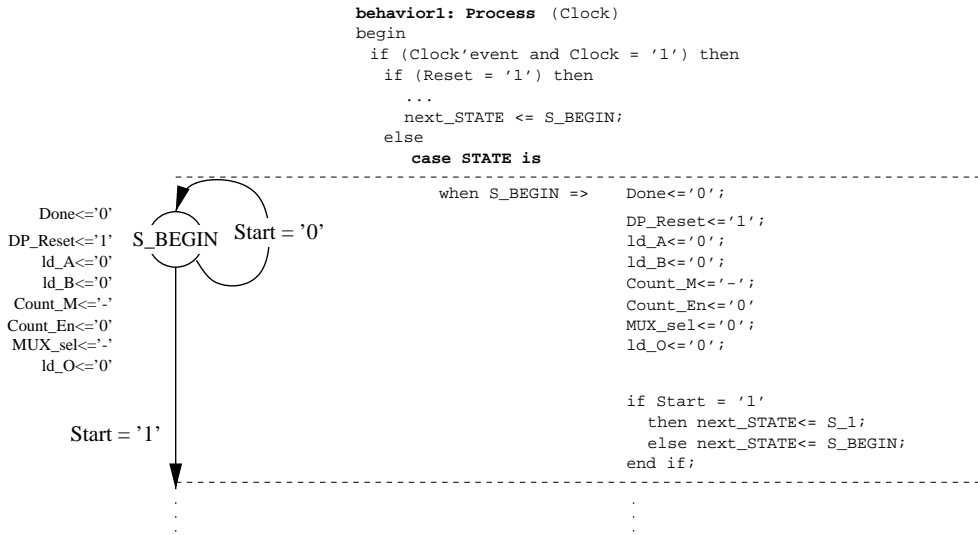 behavior1: Process (Clock)
begin
if (Clock’event and Clock = ’1’) then
if (Reset = ’1’) then
...
next_STATE <= S_BEGIN;
else
case STATE is
when S_BEGIN => Done<=’0’;
DP_Reset<=’1’;
ld_A<=’0’;
ld_B<=’0’;
Count_M<=’-’;
Count_En<=’0’
MUX_sel<=’0’;
ld_O<=’0’;
if Start = ’1’
then next_STATE<= S_1;
else next_STATE<= S_BEGIN;
end if;
Done<=’0’
DP_Reset<=’1’
ld_A<=’0’
ld_B<=’0’
Count_M<=’-’
Count_En<=’0’
MUX_sel<=’-’
ld_O<=’0’
S_BEGIN
Start = ’0’
Start = ’1’